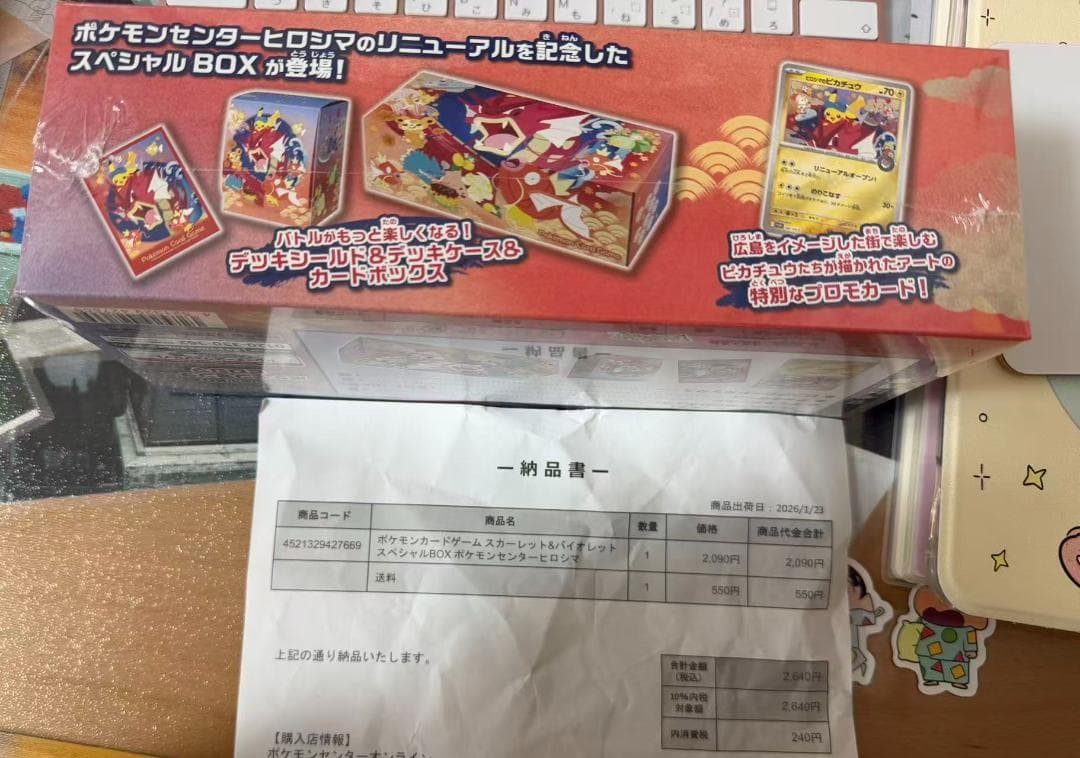 ポケモンセンターヒロシマのリニューアルを記念した
スペシャルBOXが登場!
Pokémon Card Game
Pokémon Card Game
バトルがもっと楽しくなる!
デッキシールド&デッキケース&
カードボックス
ヒロシマのピカチュウ
70
リニューアルオープン!
のりこなす
30
広島をイメージした街で楽しむ
ピカチュウたちが描かれたアートの
特別なプロモカード!
ー納品書ー
商品出荷日:2026/1/23
商品コード 商品名 数量 価格 商品代金合計
4521329427669 ポケモンカードゲーム スカーレット&バイオレット
スペシャルBOX ポケモンセンターヒロシマ 1 2,090円 2,090円
送料 1 550円 550円
上記の通り納品いたします。
合計金額
(税込) 2,640円
10%内税
対象額 2,640円
内消費税 240円
【購入店情報】
ポケモンセンターオンライン